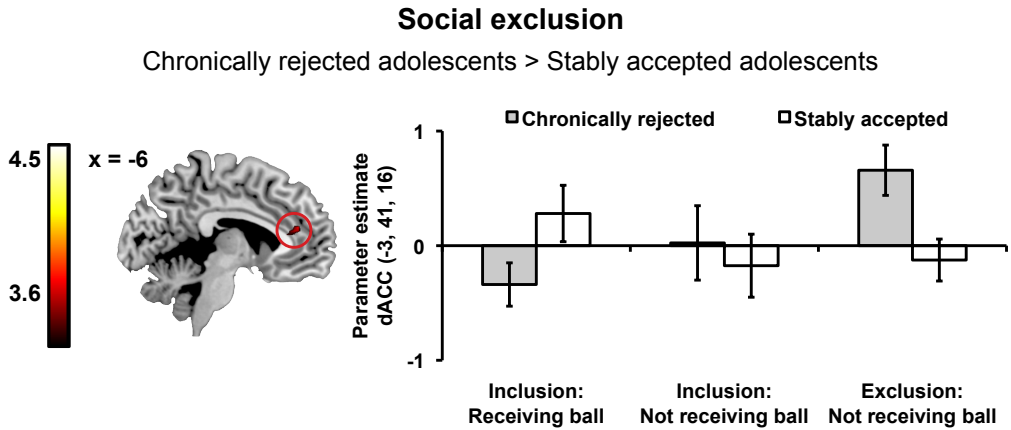 Social exclusion
Chronically rejected adolescents > Stably accepted adolescents
4.5
3.6
x = -6
Parameter estimate
dACC (-3, 41, 16)
1
0
-1
Chronically rejected
Stably accepted
Inclusion:
Receiving ball
Inclusion:
Not receiving ball
Exclusion:
Not receiving ball